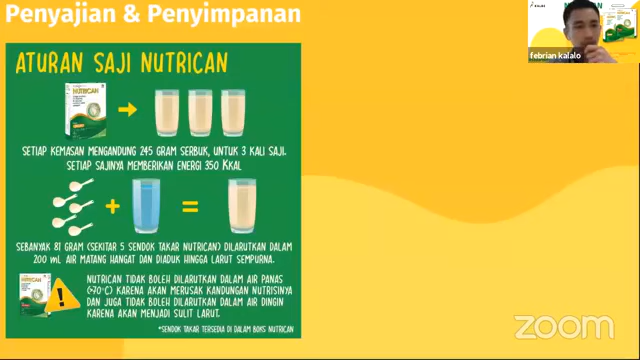 Penyajian & Penyimpanan
febrian kalalo
ATURAN SAJI NUTRICAN
NUTRICAN
SETIAP KEMASAN MENGANDUNG 245 GRAM SERBUK, UNTUK 3 KALI SAJI.
SETIAP SAJINYA MEMBERIKAN ENERGI 350 KKAL
+
=
SEBANYAK 81 GRAM (SEKITAR 5 SENDOK TAKAR NUTRICAN) DILARUTKAN DALAM
200 ML AIR MATANG HANGAT DAN DIADUK HINGGA LARUT SEMPURNA.
NUTRICAN
!
NUTRICAN TIDAK BOLEH DILARUTKAN DALAM AIR PANAS
(>70°C) KARENA AKAN MERUSAK KANDUNGAN NUTRISINYA
DAN JUGA TIDAK BOLEH DILARUTKAN DALAM AIR DINGIN
KARENA AKAN MENJADI SULIT LARUT.
*SENDOK TAKAR TERSEDIA DI DALAM BOKS NUTRICAN
zoom